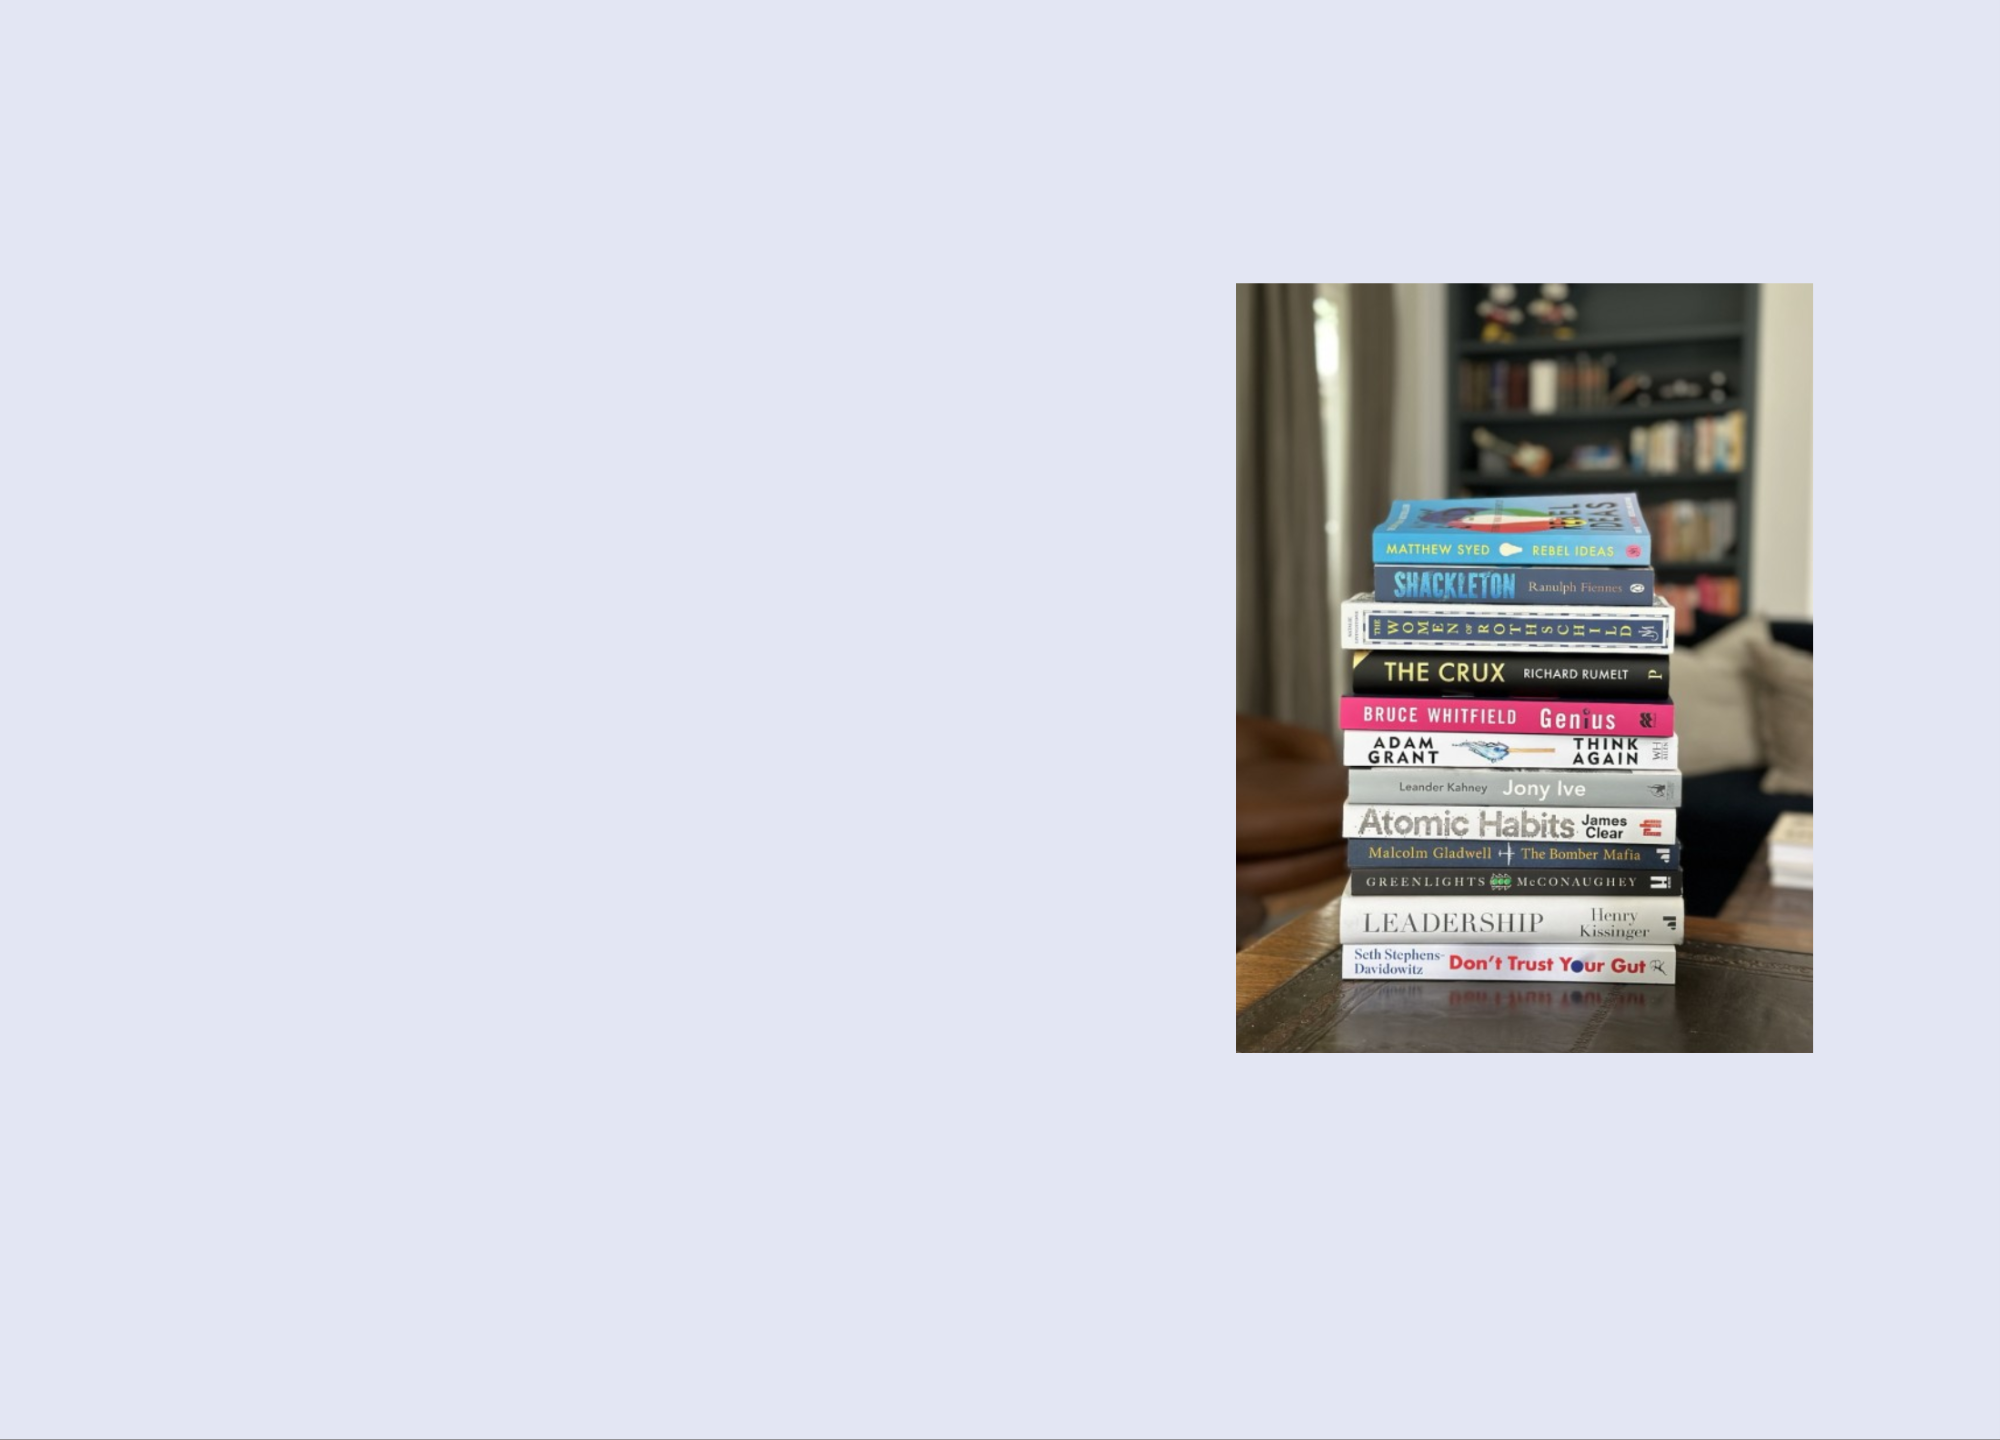 REBEL
IDEAS
MATTHEW SYED REBEL IDEAS
SHACKLETON Ranulph Fiennes
THE WOMEN OF ROTHSCHILD
THE CRUX RICHARD RUMELT P
BRUCE WHITFIELD Genius
ADAM GRANT THINK AGAIN
Leander Kahney Jony Ive
Atomic Habits James Clear
Malcolm Gladwell The Bomber Mafia
GREENLIGHTS McCONAUGHEY
LEADERSHIP Henry Kissinger
Seth Stephens-Davidowitz Don't Trust Your Gut